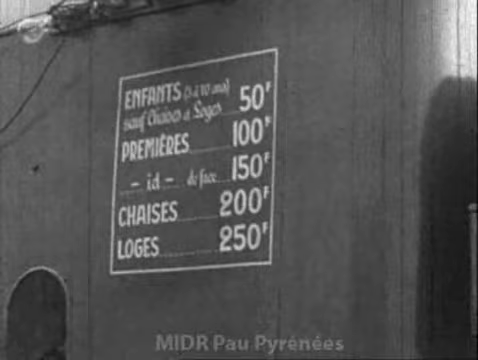 ENFANTS (5 à 10 ans) 50F
sauf Chaises & Loges
PREMIÈRES 100F
- id - de face 150F
CHAISES 200F
LOGES 250F
MIDR Pau Pyrénées